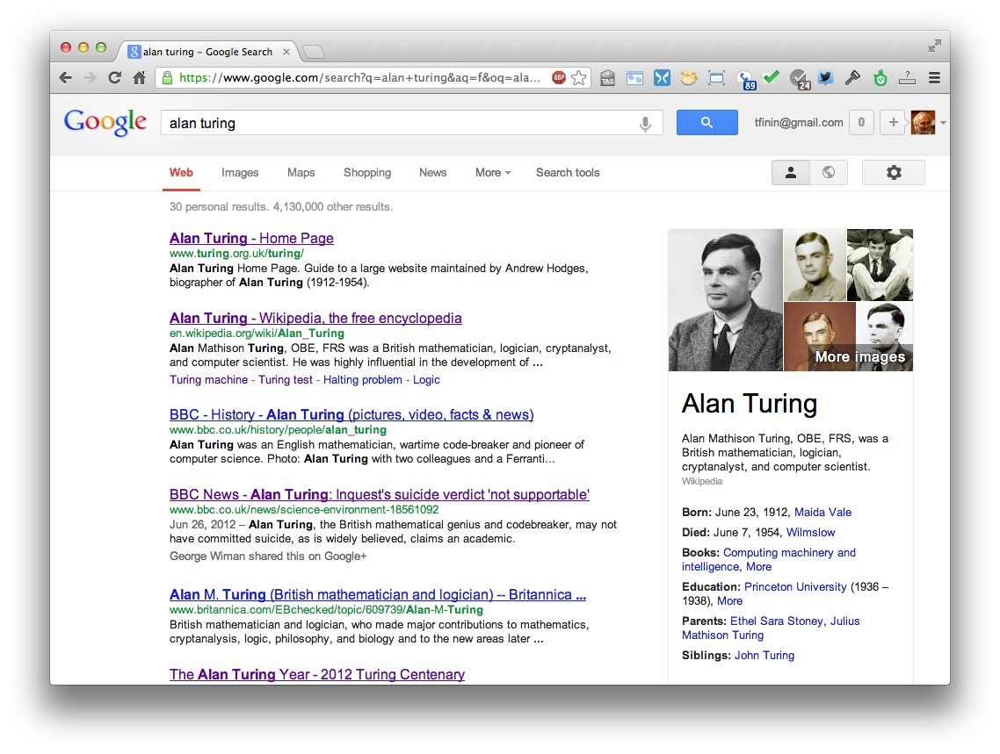 alan turing - Google Search
https://www.google.com/search?q=alan+turing&aq=f&oq=ala...
ABP
TAG
89
24
?
Google
alan turing
tfinin@gmail.com
0
+
Web
Images
Maps
Shopping
News
More
Search tools
30 personal results. 4,130,000 other results.
Alan Turing - Home Page
www.turing.org.uk/turing/
Alan Turing Home Page. Guide to a large website maintained by Andrew Hodges,
biographer of Alan Turing (1912-1954).
Alan Turing - Wikipedia, the free encyclopedia
en.wikipedia.org/wiki/Alan_Turing
Alan Mathison Turing, OBE, FRS was a British mathematician, logician, cryptanalyst,
and computer scientist. He was highly influential in the development of ...
Turing machine - Turing test - Halting problem - Logic
BBC - History - Alan Turing (pictures, video, facts & news)
www.bbc.co.uk/history/people/alan_turing
Alan Turing was an English mathematician, wartime code-breaker and pioneer of
computer science. Photo: Alan Turing with two colleagues and a Ferranti...
BBC News - Alan Turing: Inquest's suicide verdict 'not supportable'
www.bbc.co.uk/news/science-environment-18561092
Jun 26, 2012 – Alan Turing, the British mathematical genius and codebreaker, may not
have committed suicide, as is widely believed, claims an academic.
George Wiman shared this on Google+
Alan M. Turing (British mathematician and logician) -- Britannica ...
www.britannica.com/EBchecked/topic/609739/Alan-M-Turing
British mathematician and logician, who made major contributions to mathematics,
cryptanalysis, logic, philosophy, and biology and to the new areas later ...
The Alan Turing Year - 2012 Turing Centenary
More images
Alan Turing
Alan Mathison Turing, OBE, FRS, was a
British mathematician, logician,
cryptanalyst, and computer scientist.
Wikipedia
Born: June 23, 1912, Maida Vale
Died: June 7, 1954, Wilmslow
Books: Computing machinery and
intelligence, More
Education: Princeton University (1936 –
1938), More
Parents: Ethel Sara Stoney, Julius
Mathison Turing
Siblings: John Turing